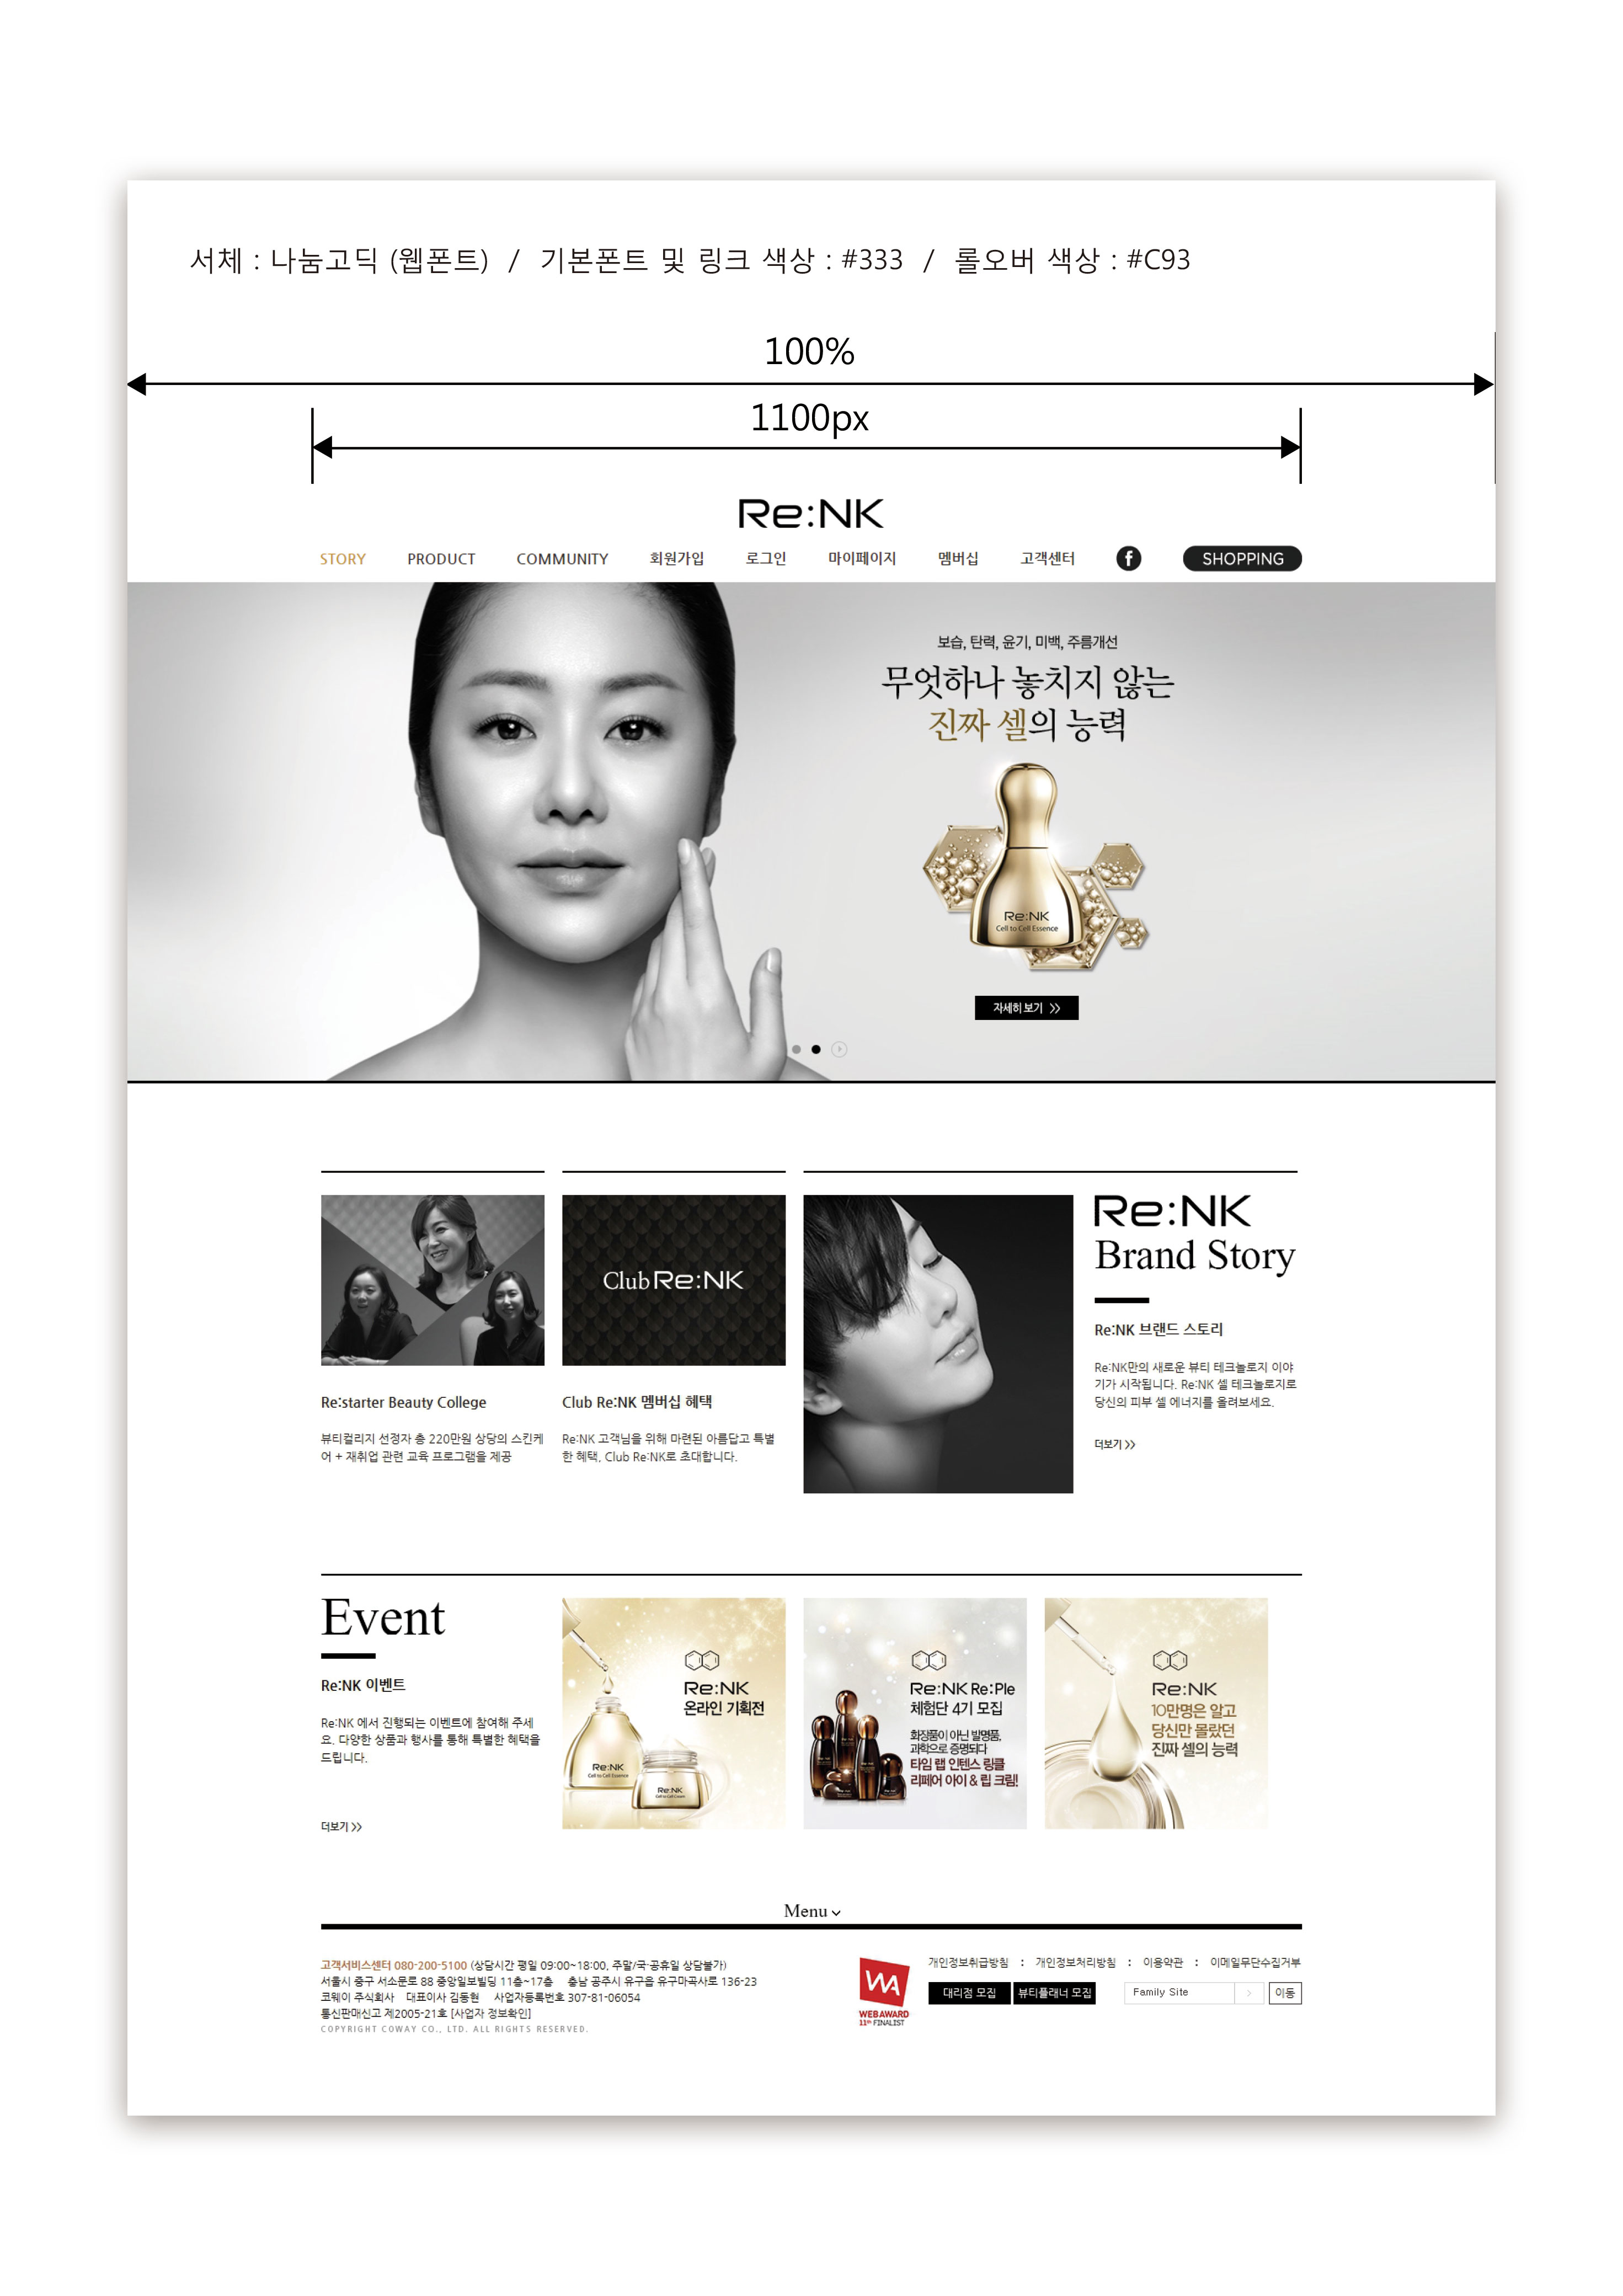 서체 : 나눔고딕 (웹폰트) / 기본폰트 및 링크 색상 : #333 / 롤오버 색상 : #C93
100%
1100px
Re:NK
STORY PRODUCT COMMUNITY 회원가입 로그인 마이페이지 멤버십 고객센터 f SHOPPING
보습, 탄력, 윤기, 미백, 주름개선
무엇하나 놓치지 않는
진짜 셀의 능력
Re:NK
Cell to Cell Essence
자세히 보기 >>
Club Re:NK
Re:starter Beauty College
뷰티컬리지 선정자 총 220만원 상당의 스킨케
어 + 재취업 관련 교육 프로그램을 제공
Club Re:NK 멤버십 혜택
Re:NK 고객님을 위해 마련된 아름답고 특별
한 혜택, Club Re:NK로 초대합니다.
Re:NK
Brand Story
Re:NK 브랜드 스토리
Re:NK만의 새로운 뷰티 테크놀로지 이야
기가 시작됩니다. Re:NK 셀 테크놀로지로
당신의 피부 셀 에너지를 올려보세요.
더보기 >>
Event
Re:NK 이벤트
Re:NK 에서 진행되는 이벤트에 참여해 주세
요. 다양한 상품과 행사를 통해 특별한 혜택을
드립니다.
더보기 >>
Re:NK
온라인 기획전
Re:NK
Cell to Cell Essence
Re:NK
Cell to Cell Cream
Re:NK Re:Ple
체험단 4기 모집
화장품이 아닌 발명품,
과학으로 증명되다
타임 랩 인텐스 링클
리페어 아이 & 립 크림!
Re:NK
10만명은 알고
당신만 몰랐던
진짜 셀의 능력
Menu
고객서비스센터 080-200-5100 (상담시간 평일 09:00~18:00, 주말/국·공휴일 상담불가)
서울시 중구 서소문로 88 중앙일보빌딩 11층~17층 충남 공주시 유구읍 유구마곡사로 136-23
코웨이 주식회사 대표이사 김동현 사업자등록번호 307-81-06054
통신판매신고 제2005-21호 [사업자 정보확인]
COPYRIGHT COWAY CO., LTD. ALL RIGHTS RESERVED.
WA
WEB AWARD
11th FINALIST
개인정보취급방침 : 개인정보처리방침 : 이용약관 : 이메일무단수집거부
대리점 모집 뷰티플래너 모집 Family Site > 이동